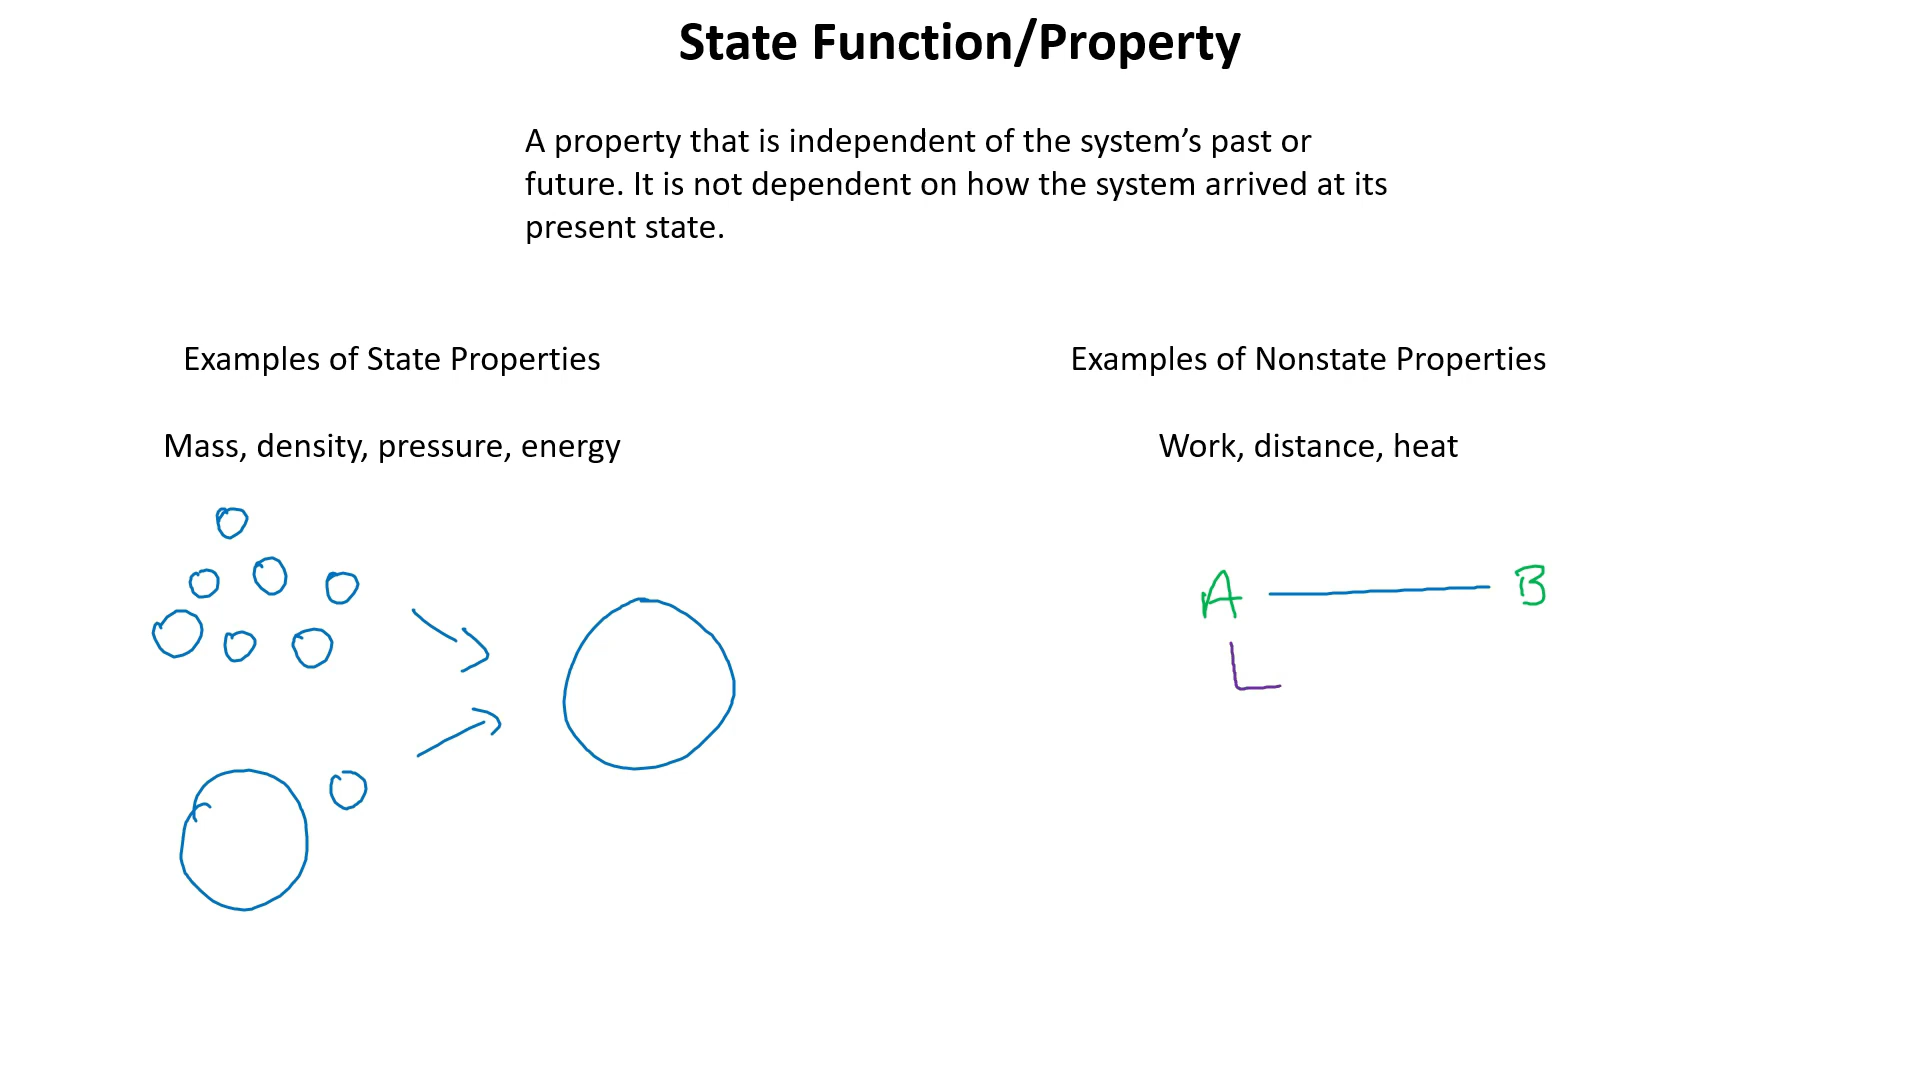 State Function/Property
A property that is independent of the system’s past or
future. It is not dependent on how the system arrived at its
present state.
Examples of State Properties
Mass, density, pressure, energy
Examples of Nonstate Properties
Work, distance, heat
A B